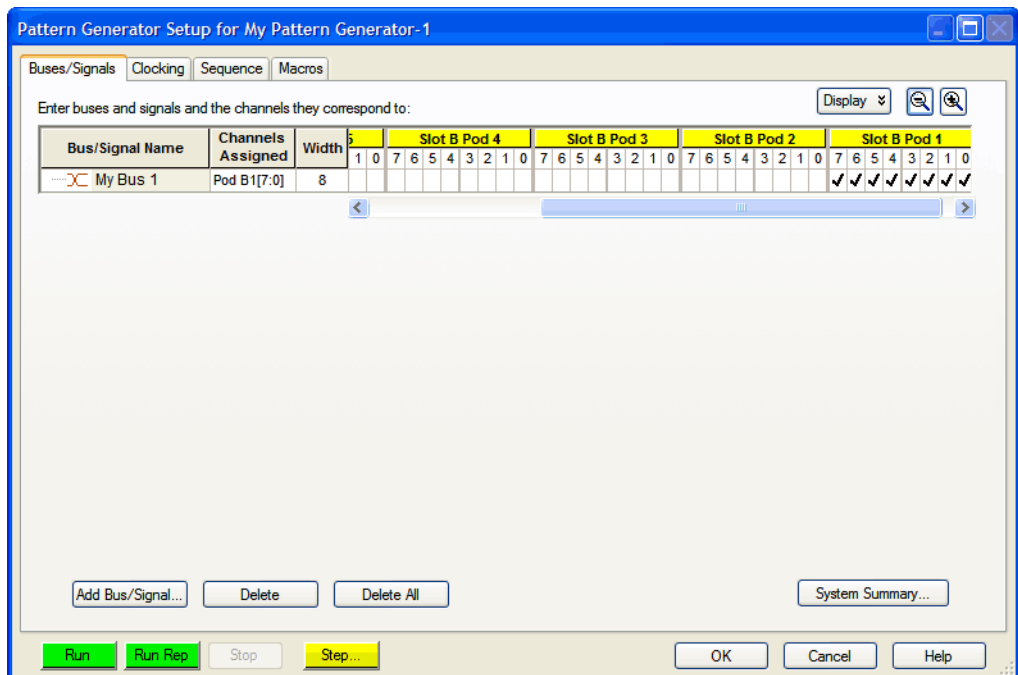 Pattern Generator Setup for My Pattern Generator-1
Buses/Signals Clocking Sequence Macros
Enter buses and signals and the channels they correspond to:
Display
Bus/Signal Name Channels Assigned Width 5 Slot B Pod 4 Slot B Pod 3 Slot B Pod 2 Slot B Pod 1
1 0 7 6 5 4 3 2 1 0 7 6 5 4 3 2 1 0 7 6 5 4 3 2 1 0 7 6 5 4 3 2 1 0
My Bus 1 Pod B1[7:0] 8
Add Bus/Signal... Delete Delete All System Summary...
Run Run Rep Stop Step... OK Cancel Help